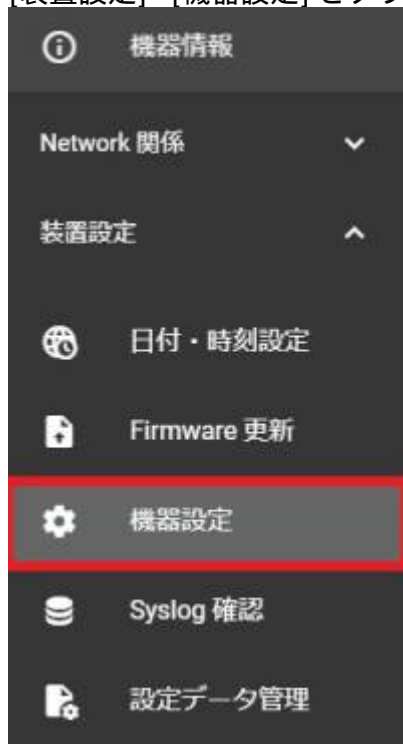 機器情報
Network 関係
装置設定
日付・時刻設定
Firmware 更新
機器設定
Syslog 確認
設定データ管理